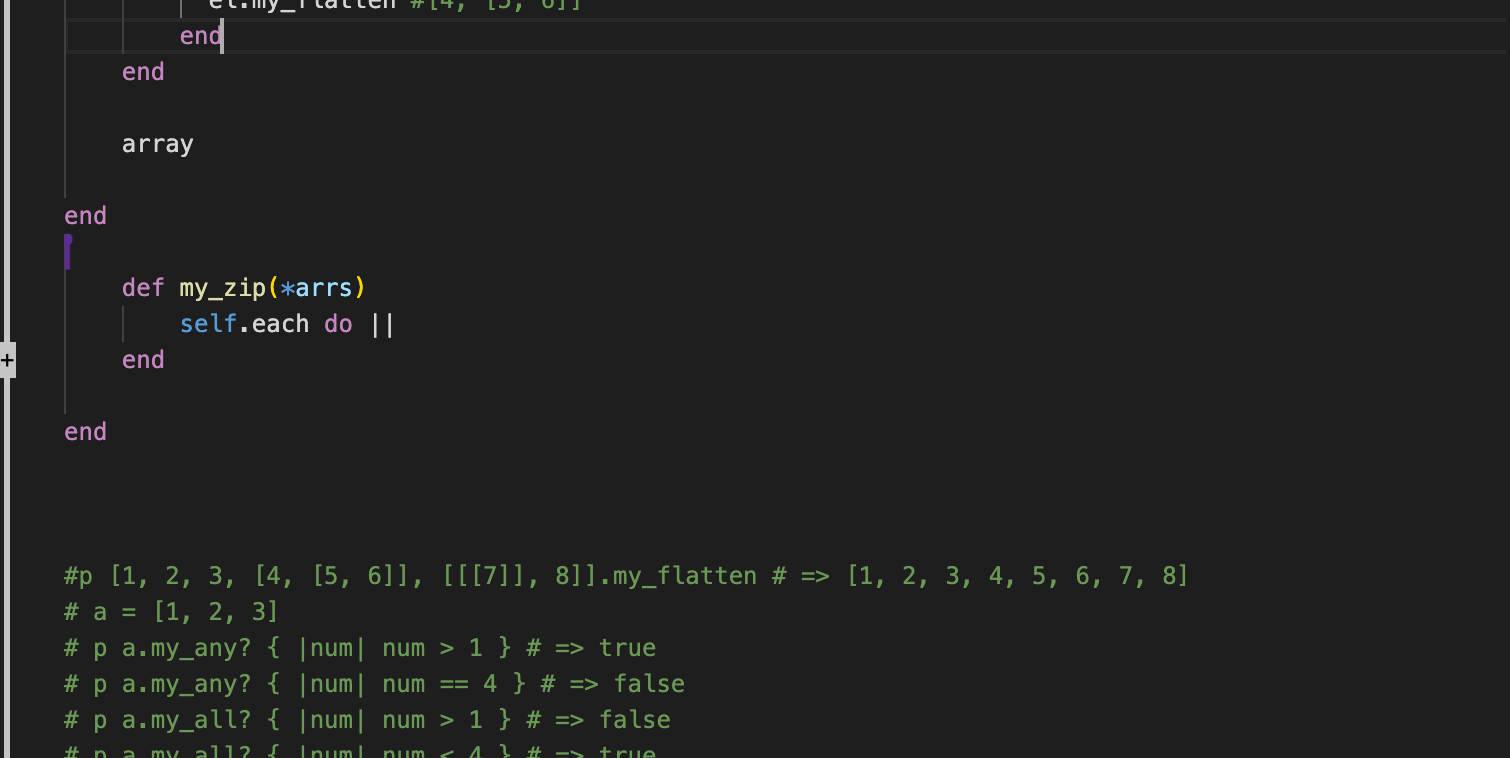 el.my_flatten #[4, [5, 6]]
end
end
array
end
def my_zip(*arrs)
self.each do ||
end
+
end
#p [1, 2, 3, [4, [5, 6]], [[[7]], 8]].my_flatten # => [1, 2, 3, 4, 5, 6, 7, 8]
# a = [1, 2, 3]
# p a.my_any? { |num| num > 1 } # => true
# p a.my_any? { |num| num == 4 } # => false
# p a.my_all? { |num| num > 1 } # => false
# p a.my_all? { |num| num < 4 } # => true